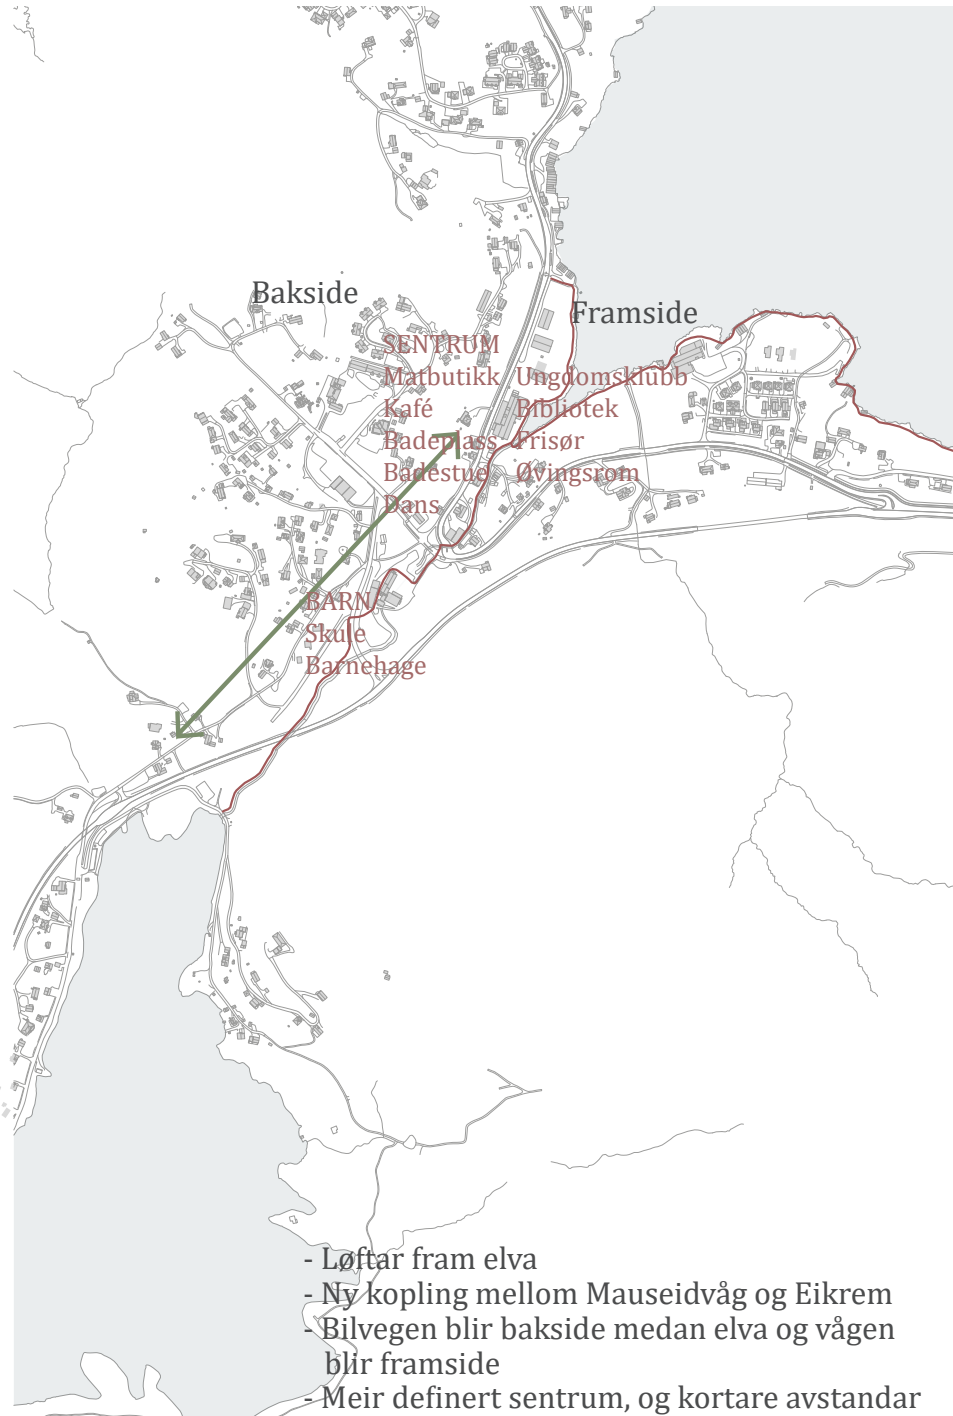 Bakside
Framside
SENTRUM
Matbutikk
Kafé
Badeplass
Badestue
Dans
Ungdomsklubb
Bibliotek
Frisør
Øvingsrom
BARN
Skule
Barnehage
- Løftar fram elva
- Ny kopling mellom Mauseidvåg og Eikrem
- Bilvegen blir bakside medan elva og vågen
blir framside
- Meir definert sentrum, og kortare avstandar